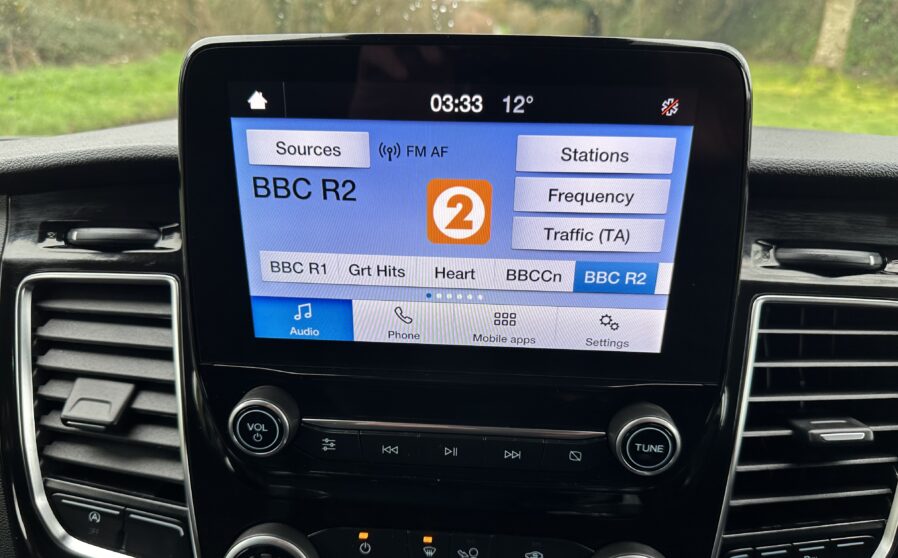 03:33 12°
Sources FM AF Stations
BBC R2 2 Frequency
Traffic (TA)
BBC R1 Grt Hits Heart BBCCn BBC R2
Audio Phone Mobile apps Settings
VOL TUNE